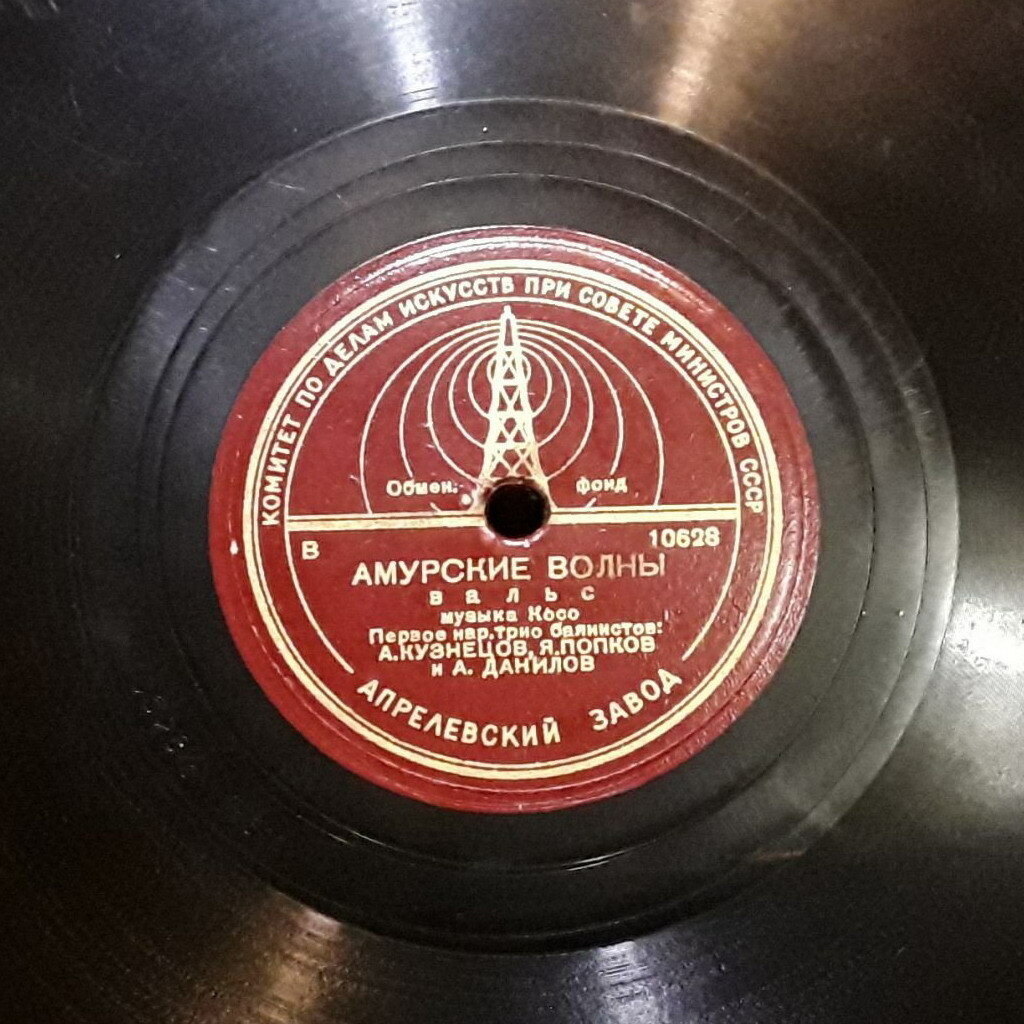 КОМИТЕТ ПО ДЕЛАМ ИСКУССТВ ПРИ СОВЕТЕ МИНИСТРОВ СССР
Обмен. фонд
В 10628
АМУРСКИЕ ВОЛНЫ
вальс
музыка Косо
Первое нар.трио баянистов:
А.КУЗНЕЦОВ, Я.ПОПКОВ
и А. ДАНИЛОВ
АПРЕЛЕВСКИЙ ЗАВОД